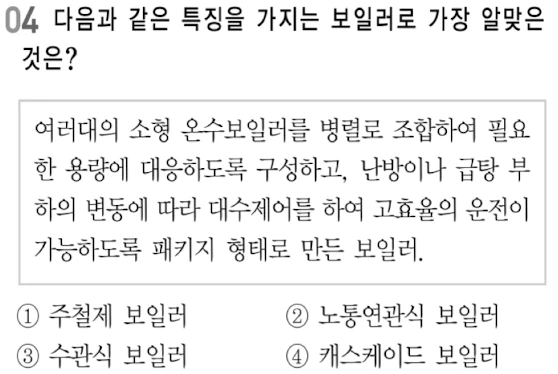 04 다음과 같은 특징을 가지는 보일러로 가장 알맞은
것은?
여러대의 소형 온수보일러를 병렬로 조합하여 필요
한 용량에 대응하도록 구성하고, 난방이나 급탕 부
하의 변동에 따라 대수제어를 하여 고효율의 운전이
가능하도록 패키지 형태로 만든 보일러.
① 주철제 보일러 ② 노통연관식 보일러
③ 수관식 보일러 ④ 캐스케이드 보일러